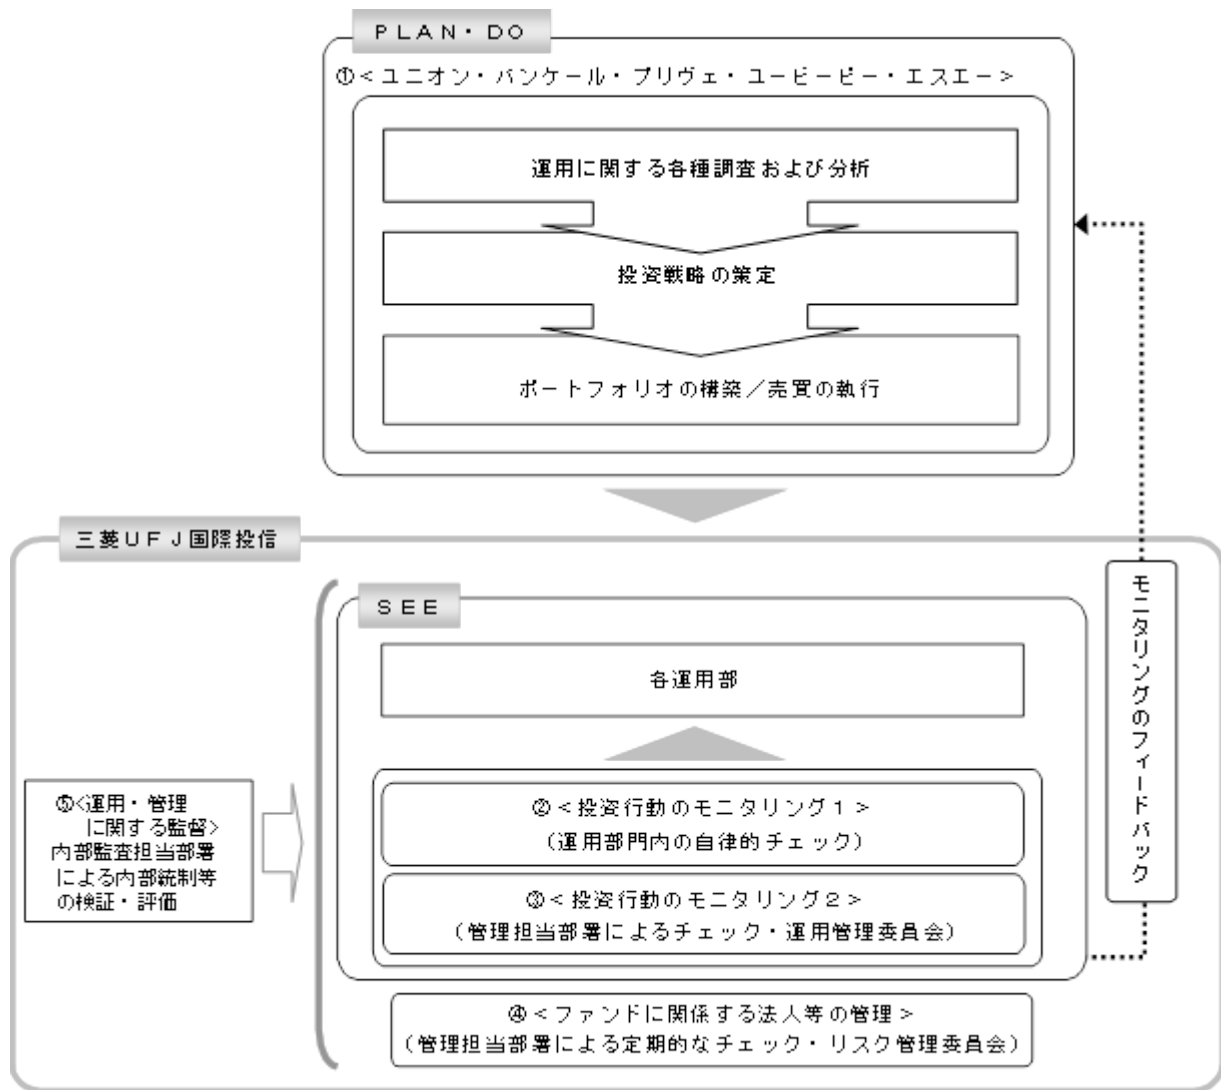 ＰＬＡＮ・ＤＯ
①＜ユニオン・バンケール・プリヴェ・ユービーピー・エスエー＞
運用に関する各種調査および分析
投資戦略の策定
ポートフォリオの構築／売買の執行
三菱ＵＦＪ国際投信
ＳＥＥ
各運用部
②＜投資行動のモニタリング１＞
（運用部門内の自律的チェック）
③＜投資行動のモニタリング２＞
（管理担当部署によるチェック・運用管理委員会）
④＜ファンドに関係する法人等の管理＞
（管理担当部署による定期的なチェック・リスク管理委員会）
⑤<運用・管理
に関する監督>
内部監査担当部署
による内部統制等
の検証・評価
モニタリングのフィードバック